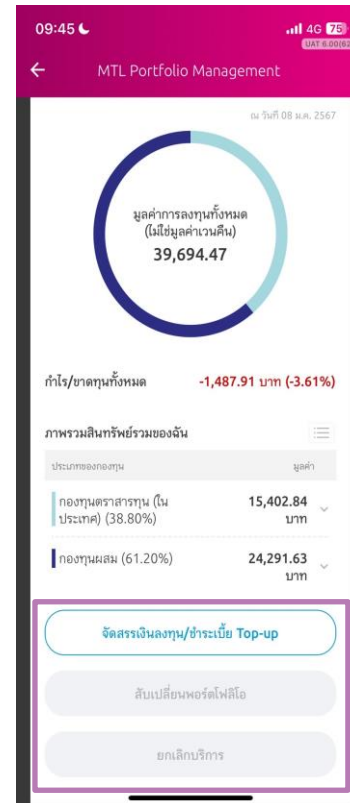 09:45
4G 75
UAT 6.00(62
MTL Portfolio Management
ณ วันที่ 08 ม.ค. 2567
มูลค่าการลงทุนทั้งหมด
(ไม่ใช่มูลค่าเวนคืน)
39,694.47
กำไร/ขาดทุนทั้งหมด -1,487.91 บาท (-3.61%)
ภาพรวมสินทรัพย์รวมของฉัน
ประเภทของกองทุน มูลค่า
กองทุนตราสารทุน (ใน
ประเทศ) (38.80%)
15,402.84
บาท
กองทุนผสม (61.20%)
24,291.63
บาท
จัดสรรเงินลงทุน/ชำระเบี้ย Top-up
สับเปลี่ยนพอร์ตโฟลิโอ
ยกเลิกบริการ